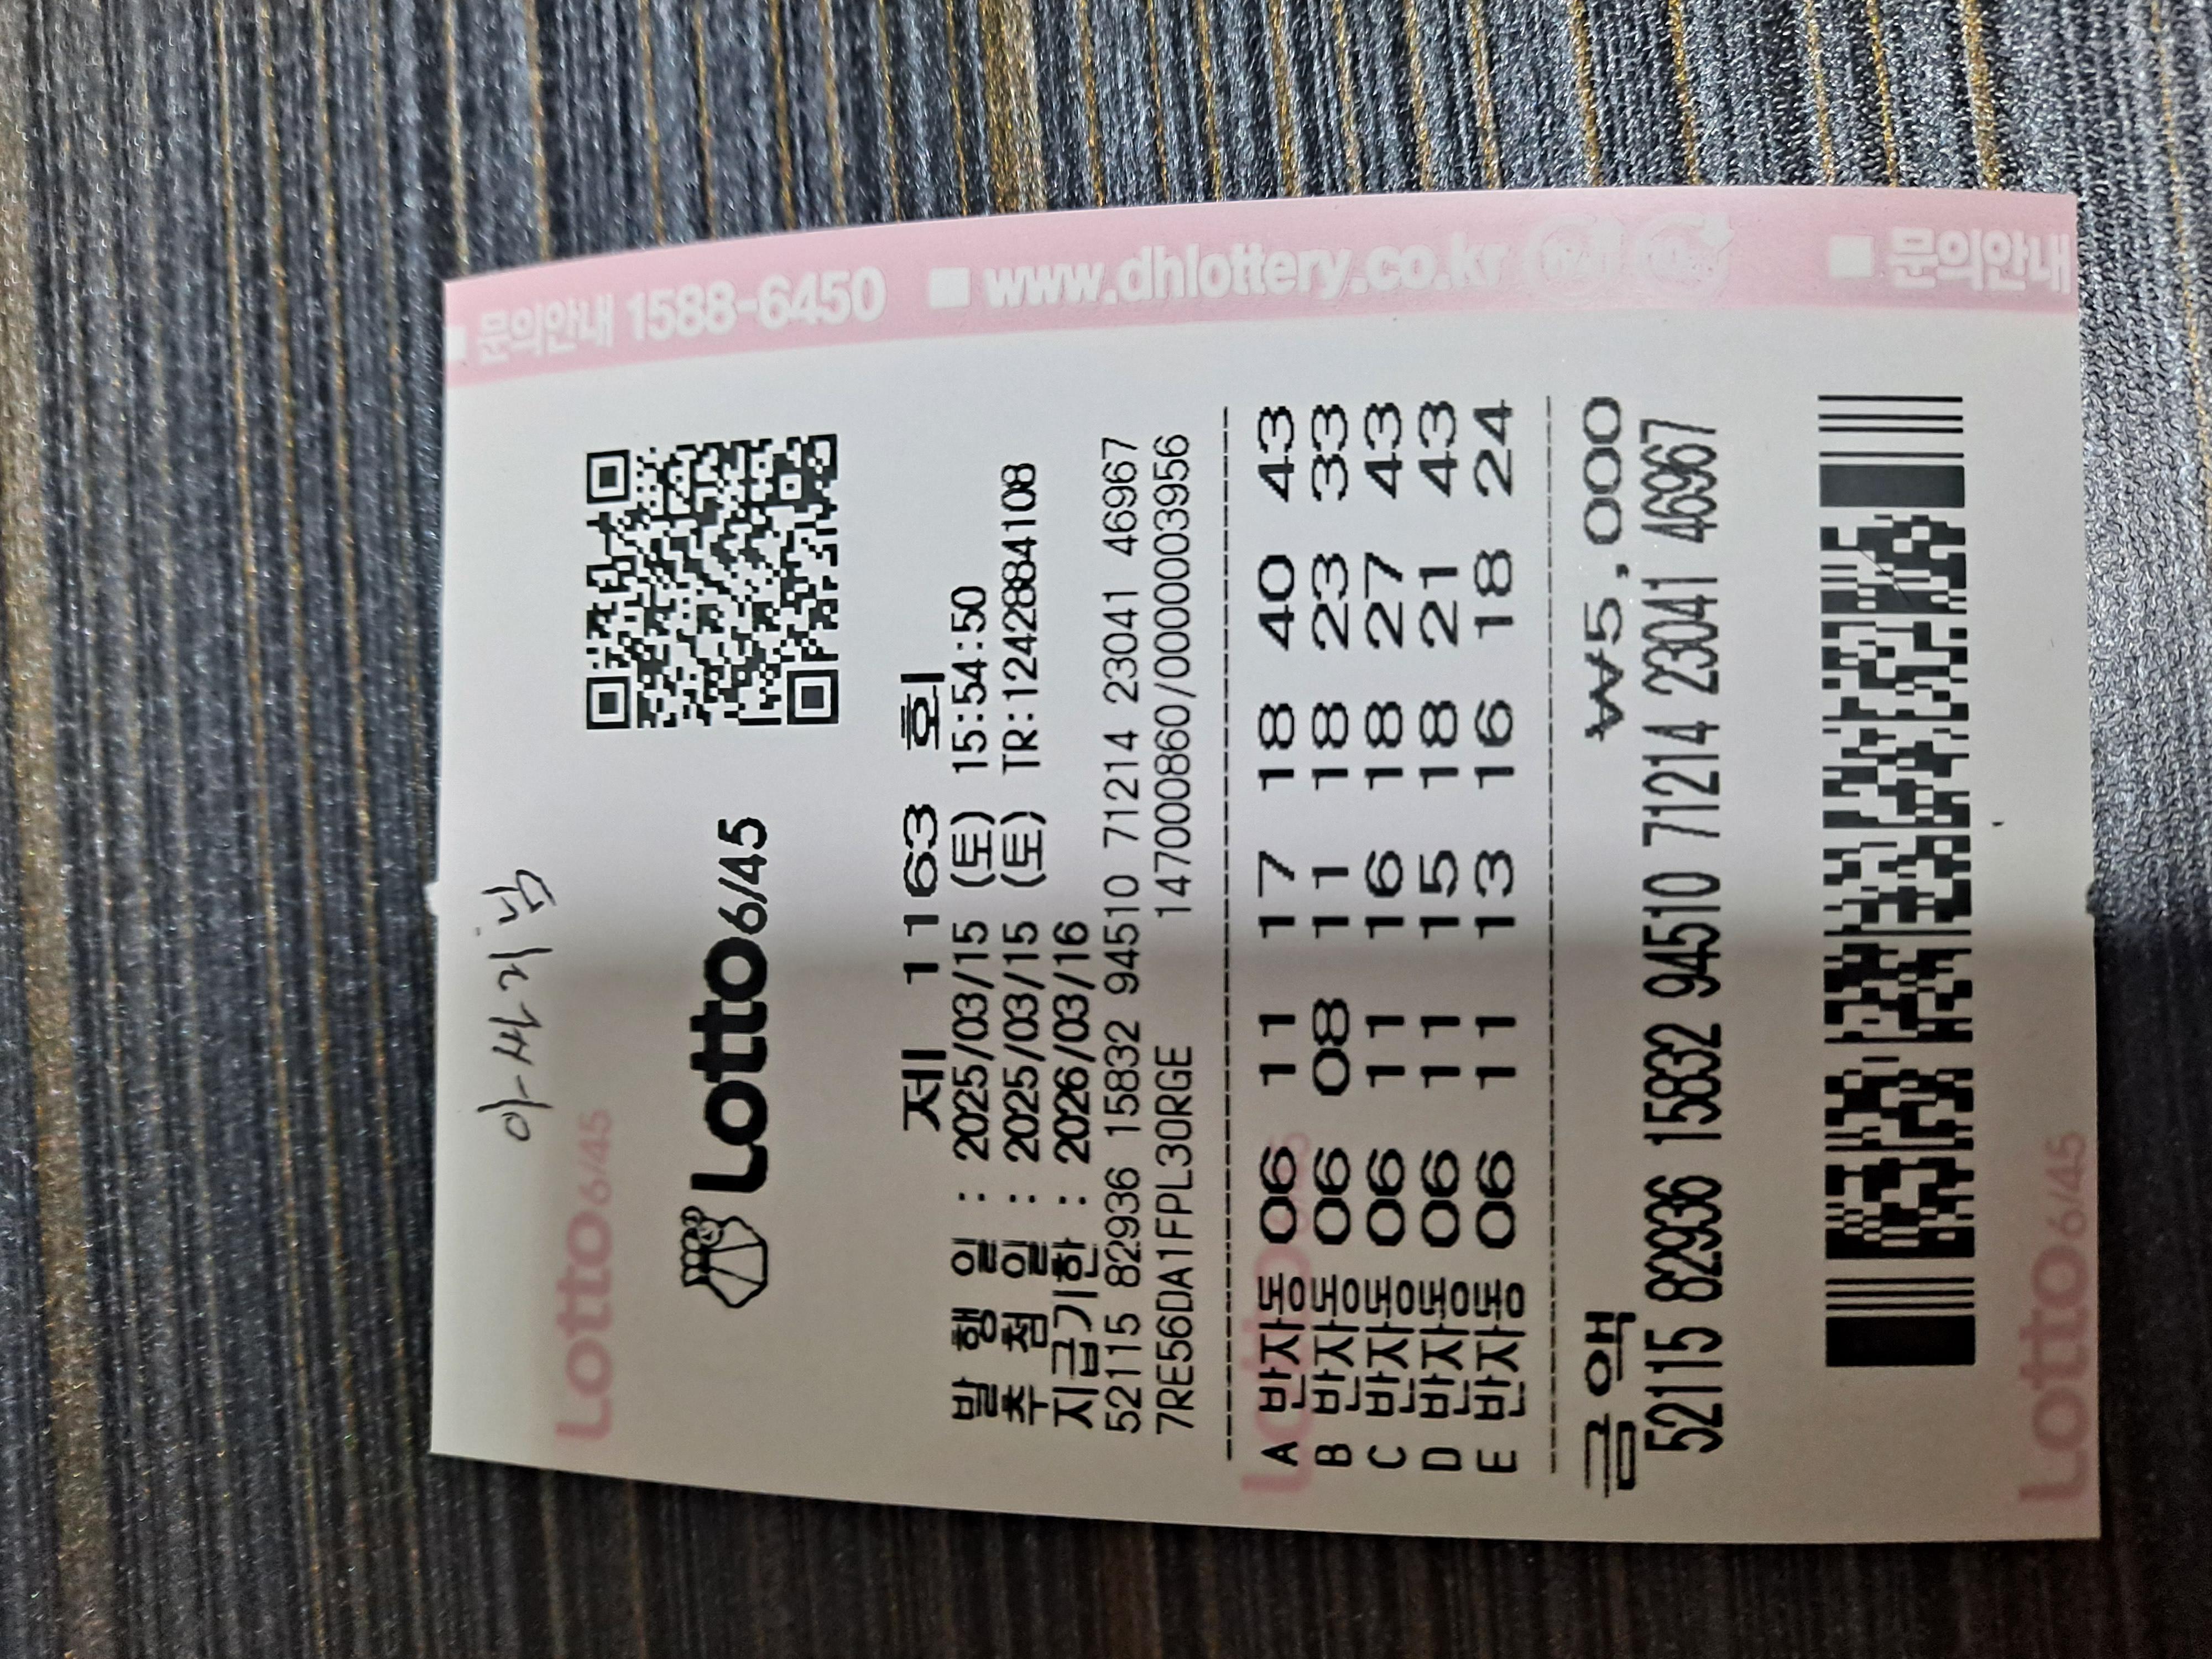 아싸리뽕
Lotto6/45
Lotto6/45
제 1163 회
발 행 일 : 2025/03/15 (토) 15:54:50
추 첨 일 : 2025/03/15 (토) TR:1242884108
지급기한 : 2026/03/16
52115 82936 15832 94510 71214 23041 46967
7RE56DA1FPL30RGE 147000860/0000003956
A 반자동 06 11 17 18 40 43
B 반자동 06 08 11 18 23 33
C 반자동 06 11 16 18 27 43
D 반자동 06 11 15 18 21 43
E 반자동 06 11 13 16 18 24
금액 ₩5,000
52115 82936 15832 94510 71214 23041 46967
Lotto6/45
Lotto6/45
■ 문의안내 1588-6450 ■ www.dhlottery.co.kr
■ 문의안내